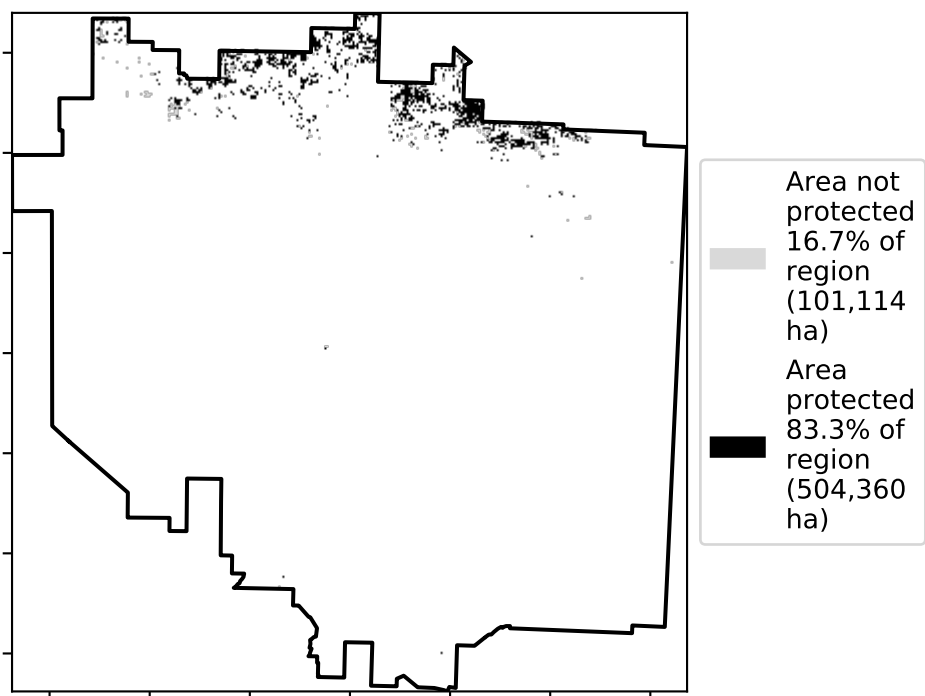 Area not
protected
16.7% of
region
(101,114
ha)
Area
protected
83.3% of
region
(504,360
ha)